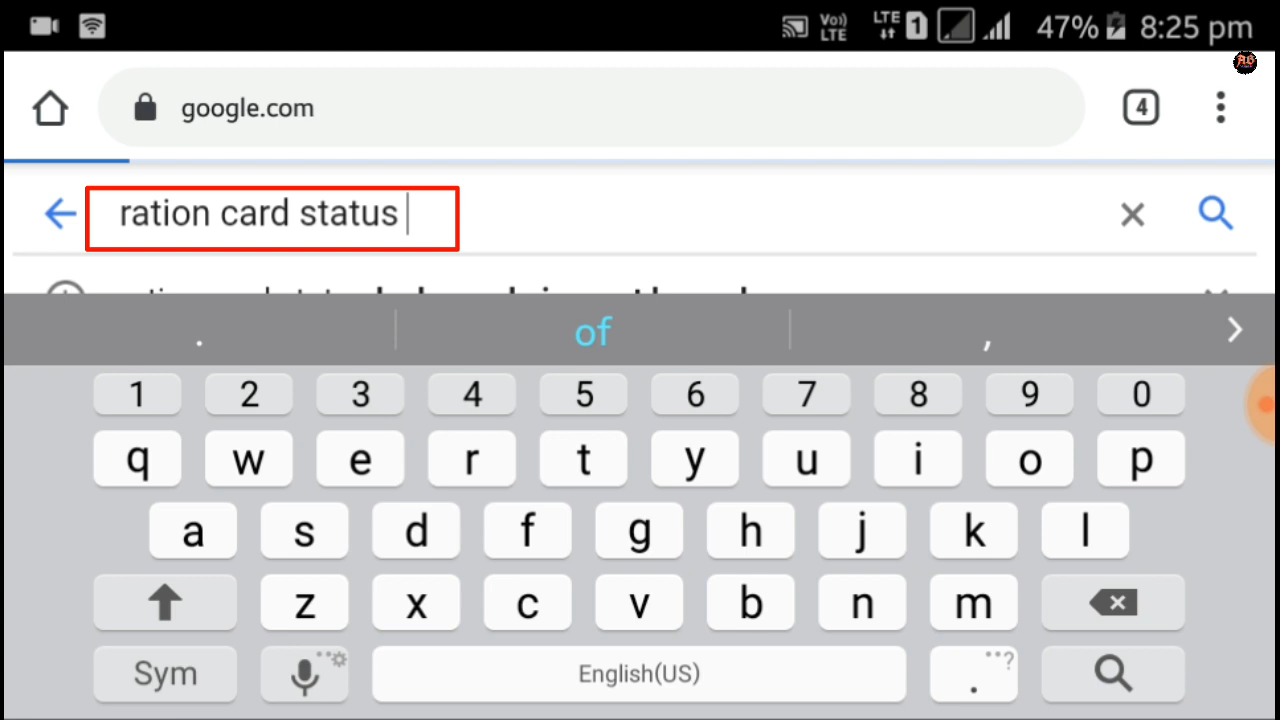 Vo))
LTE
LTE
1
47%
8:25 pm
google.com
4
ration card status
. of ,
1 2 3 4 5 6 7 8 9 0
q w e r t y u i o p
a s d f g h j k l
z x c v b n m
Sym English(US) . ?